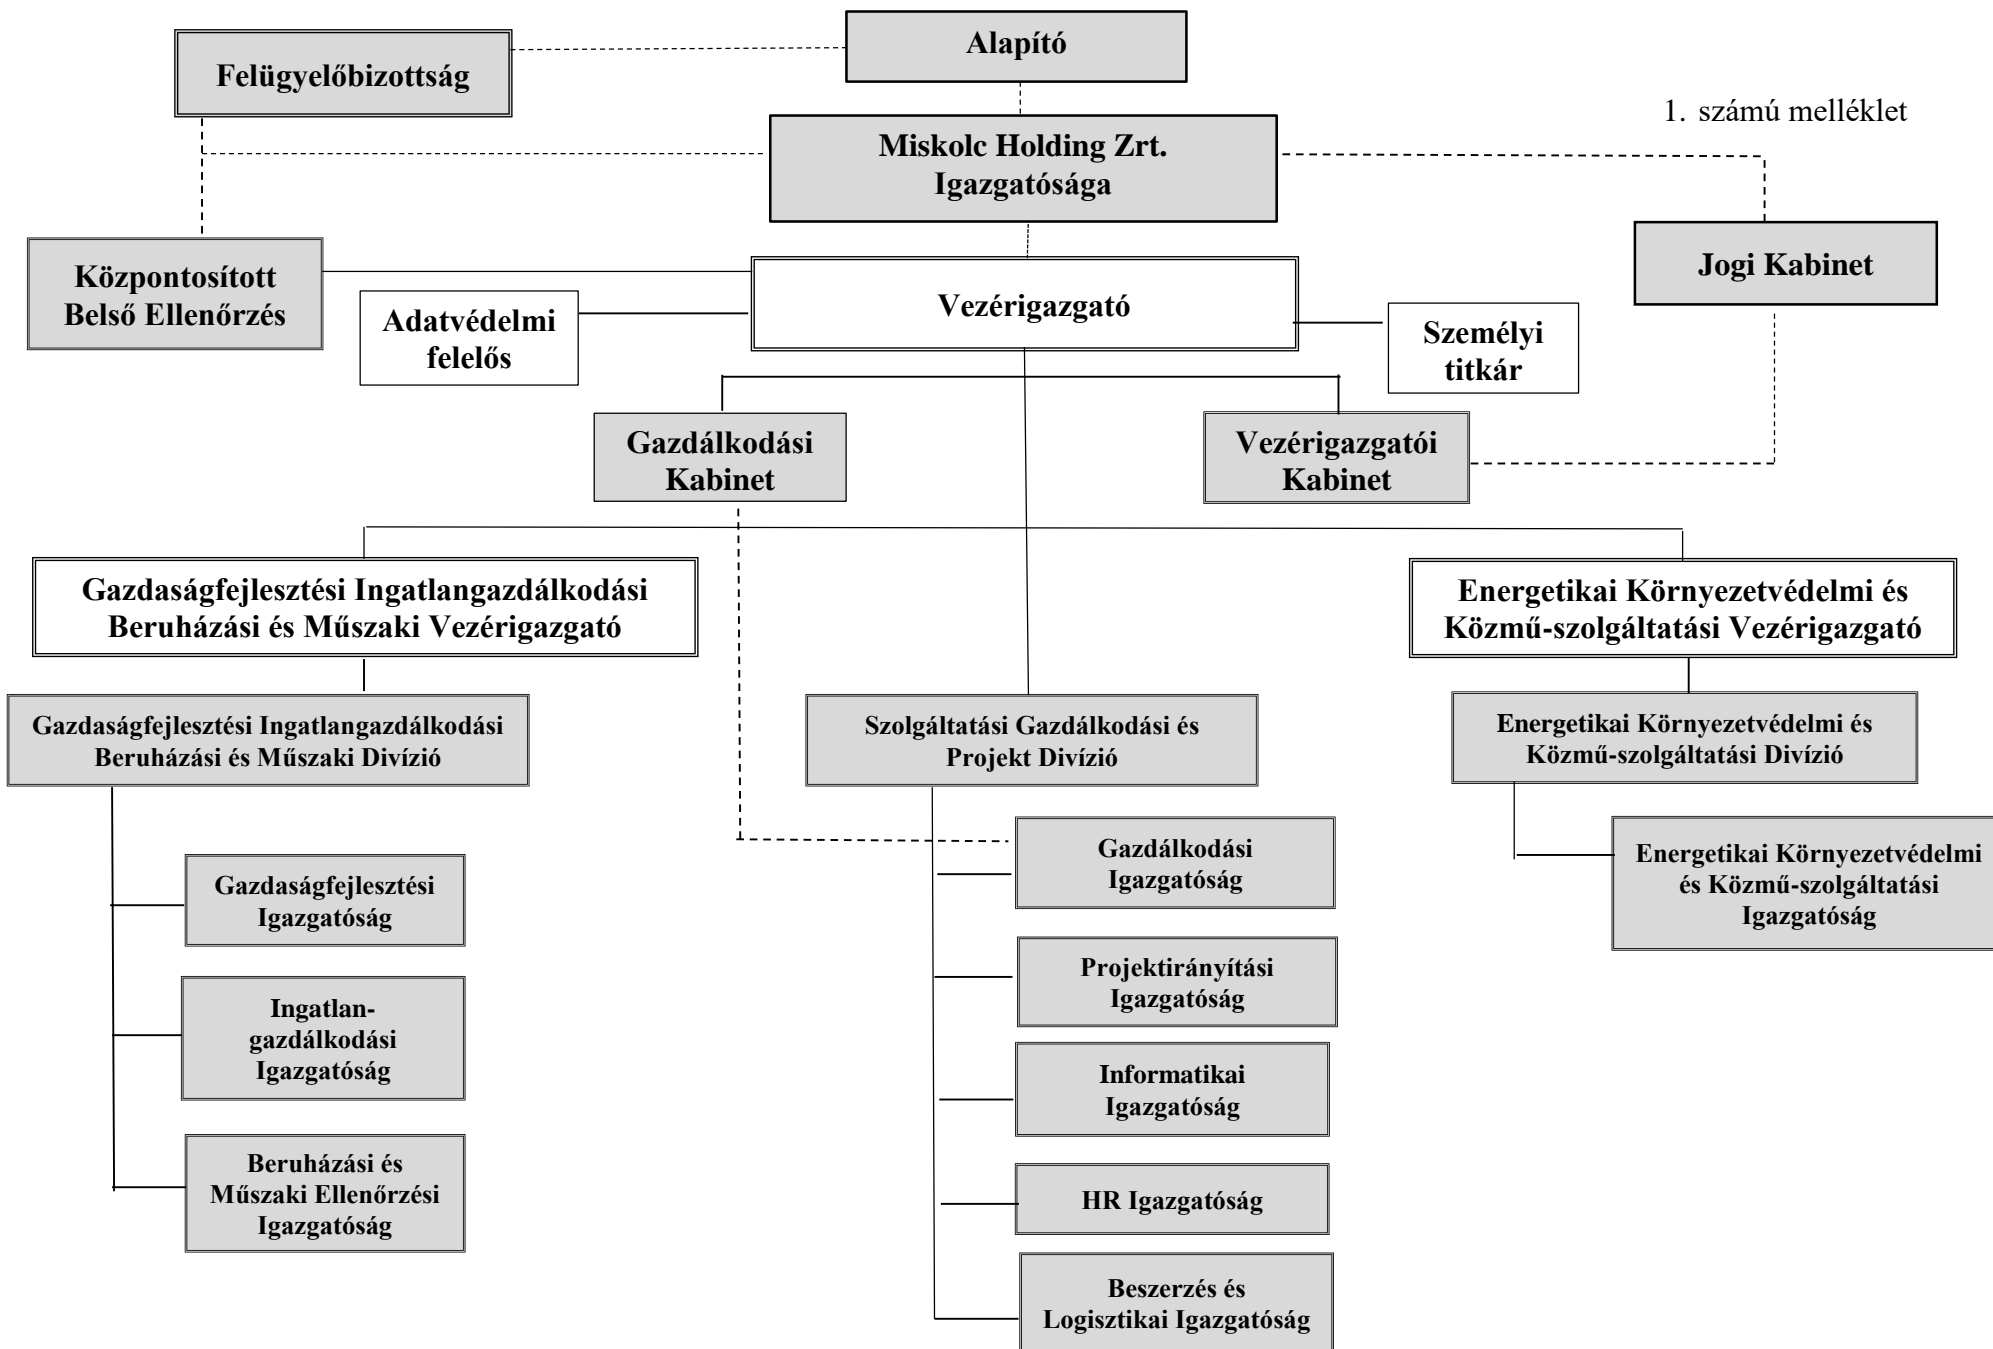 Alapító
Felügyelőbizottság
1. számú melléklet
Miskolc Holding Zrt.
Igazgatósága
Központosított
Belső Ellenőrzés
Vezérigazgató
Jogi Kabinet
Adatvédelmi
felelős
Személyi
titkár
Gazdálkodási
Kabinet
Vezérigazgatói
Kabinet
Gazdaságfejlesztési Ingatlangazdálkodási
Beruházási és Műszaki Vezérigazgató
Energetikai Környezetvédelmi és
Közmű-szolgáltatási Vezérigazgató
Gazdaságfejlesztési Ingatlangazdálkodási
Beruházási és Műszaki Divízió
Szolgáltatási Gazdálkodási és
Projekt Divízió
Energetikai Környezetvédelmi és
Közmű-szolgáltatási Divízió
Gazdaságfejlesztési
Igazgatóság
Ingatlan-
gazdálkodási
Igazgatóság
Beruházási és
Műszaki Ellenőrzési
Igazgatóság
Gazdálkodási
Igazgatóság
Projektirányítási
Igazgatóság
Informatikai
Igazgatóság
HR Igazgatóság
Beszerzés és
Logisztikai Igazgatóság
Energetikai Környezetvédelmi
és Közmű-szolgáltatási
Igazgatóság